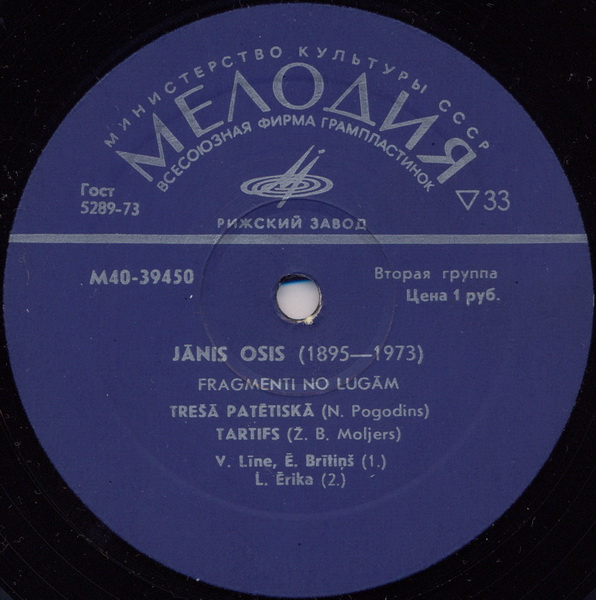 МИНИСТЕРСТВО КУЛЬТУРЫ СССР
МЕЛОДИЯ
ВСЕСОЮЗНАЯ ФИРМА ГРАМПЛАСТИНОК
Гост
5289-73
33
РИЖСКИЙ ЗАВОД
М40-39450
Вторая группа
Цена 1 руб.
JĀNIS OSIS (1895—1973)
FRAGMENTI NO LUGĀM
TREŠĀ PATĒTISKĀ (N. Pogodins)
TARTIFS (Ž. B. Moljers)
V. Līne, Ē. Brītiņš (1.)
L. Ērika (2.)